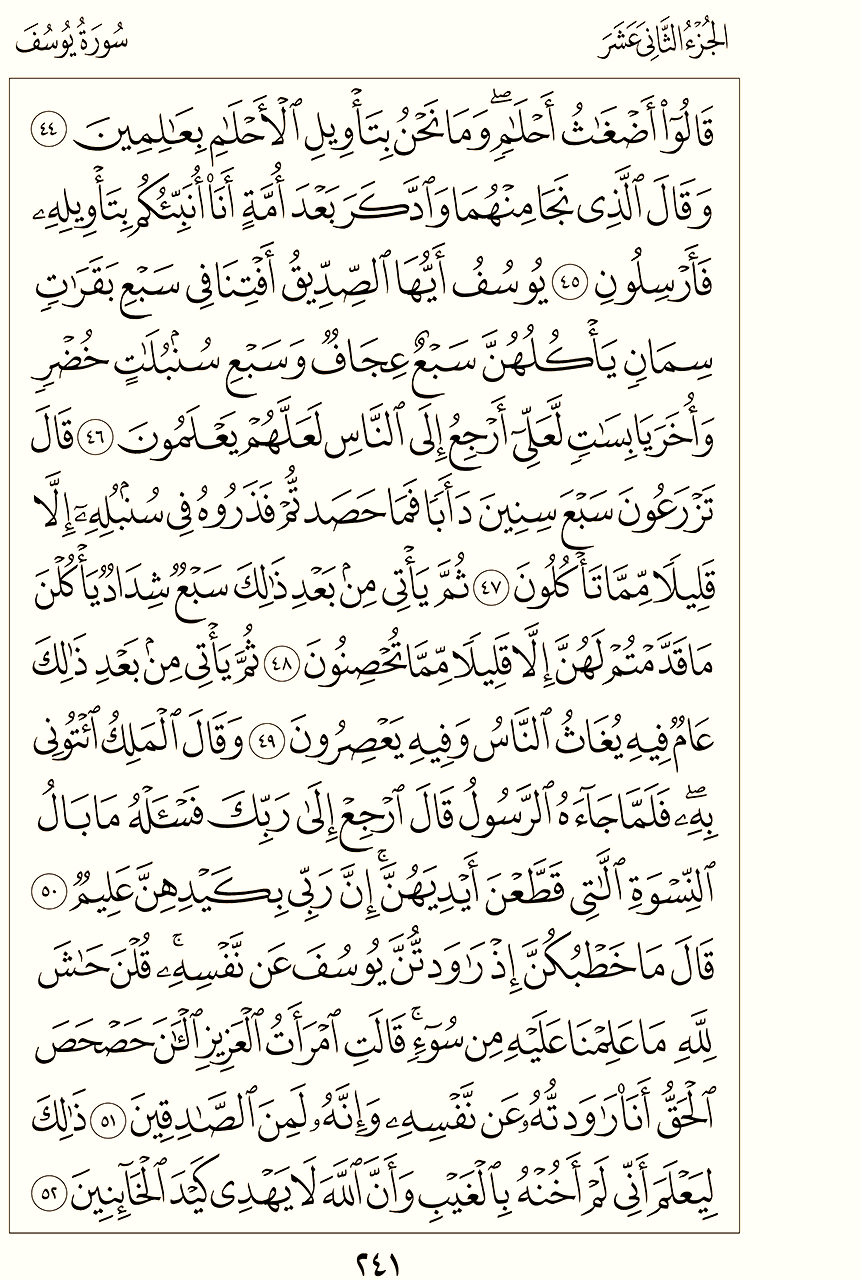 الجُزْءُ الثَّانِي عَشَرَ
سُورَةُ يُوسُفَ
قَالُوٓا۟ أَضْغَـٰثُ أَحْلَـٰمٍۢ ۖ وَمَا نَحْنُ بِتَأْوِيلِ ٱلْأَحْلَـٰمِ بِعَـٰلِمِينَ ٤٤
وَقَالَ ٱلَّذِى نَجَا مِنْهُمَا وَٱدَّكَرَ بَعْدَ أُمَّةٍ أَنَا۠ أُنَبِّئُكُم بِتَأْوِيلِهِۦ
فَأَرْسِلُونِ ٤٥ يُوسُفُ أَيُّهَا ٱلصِّدِّيقُ أَفْتِنَا فِى سَبْعِ بَقَرَٰتٍۢ
سِمَانٍۢ يَأْكُلُهُنَّ سَبْعٌ عِجَافٌۭ وَسَبْعِ سُنۢبُلَـٰتٍ خُضْرٍۢ
وَأُخَرَ يَابِسَـٰتٍۢ لَّعَلِّىٓ أَرْجِعُ إِلَى ٱلنَّاسِ لَعَلَّهُمْ يَعْلَمُونَ ٤٦ قَالَ
تَزْرَعُونَ سَبْعَ سِنِينَ دَأَبًۭا فَمَا حَصَدتُّمْ فَذَرُوهُ فِى سُنۢبُلِهِۦٓ إِلَّا
قَلِيلًۭا مِّمَّا تَأْكُلُونَ ٤٧ ثُمَّ يَأْتِى مِنۢ بَعْدِ ذَٰلِكَ سَبْعٌۭ شِدَادٌۭ يَأْكُلْنَ
مَا قَدَّمْتُمْ لَهُنَّ إِلَّا قَلِيلًۭا مِّمَّا تُحْصِنُونَ ٤٨ ثُمَّ يَأْتِى مِنۢ بَعْدِ ذَٰلِكَ
عَامٌۭ فِيهِ يُغَاثُ ٱلنَّاسُ وَفِيهِ يَعْصِرُونَ ٤٩ وَقَالَ ٱلْمَلِكُ ٱئْتُونِى
بِهِۦ ۖ فَلَمَّا جَآءَهُ ٱلرَّسُولُ قَالَ ٱرْجِعْ إِلَىٰ رَبِّكَ فَسْـَٔلْهُ مَا بَالُ
ٱلنِّسْوَةِ ٱلَّـٰتِى قَطَّعْنَ أَيْدِيَهُنَّ ۚ إِنَّ رَبِّى بِكَيْدِهِنَّ عَلِيمٌۭ ٥٠
قَالَ مَا خَطْبُكُنَّ إِذْ رَٰوَدتُّنَّ يُوسُفَ عَن نَّفْسِهِۦ ۚ قُلْنَ حَـٰشَ
لِلَّهِ مَا عَلِمْنَا عَلَيْهِ مِن سُوٓءٍۢ ۚ قَالَتِ ٱمْرَأَتُ ٱلْعَزِيزِ ٱلْـَٔـٰنَ حَصْحَصَ
ٱلْحَقُّ أَنَا۠ رَٰوَدتُّهُۥ عَن نَّفْسِهِۦ وَإِنَّهُۥ لَمِنَ ٱلصَّـٰدِقِينَ ٥١ ذَٰلِكَ
لِيَعْلَمَ أَنِّى لَمْ أَخُنْهُ بِٱلْغَيْبِ وَأَنَّ ٱللَّهَ لَا يَهْدِى كَيْدَ ٱلْخَآئِنِينَ ٥٢
٢٤١